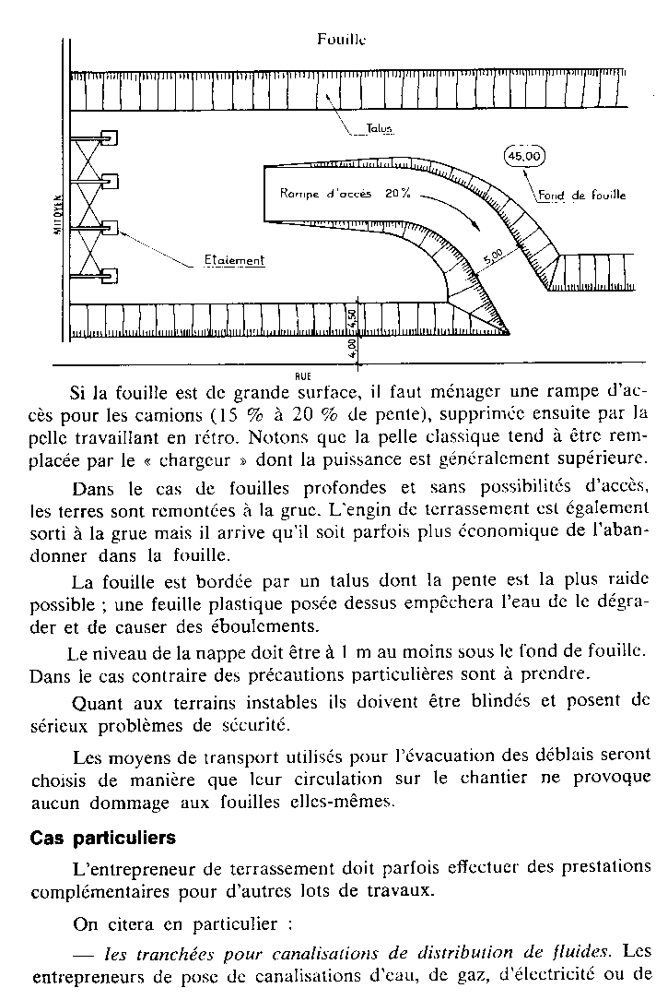 Fouille
Talus
45,00
Rampe d'accès 20%
Fond de fouille
MITOYEN
Etaiement
5,00
4,50
4,00
RUE
Si la fouille est de grande surface, il faut ménager une rampe d'ac-
cès pour les camions (15 % à 20 % de pente), supprimée ensuite par la
pelle travaillant en rétro. Notons que la pelle classique tend à être rem-
placée par le « chargeur » dont la puissance est généralement supérieure.
Dans le cas de fouilles profondes et sans possibilités d'accès,
les terres sont remontées à la grue. L'engin de terrassement est également
sorti à la grue mais il arrive qu'il soit parfois plus économique de l'aban-
donner dans la fouille.
La fouille est bordée par un talus dont la pente est la plus raide
possible ; une feuille plastique posée dessus empêchera l'eau de le dégra-
der et de causer des éboulements.
Le niveau de la nappe doit être à 1 m au moins sous le fond de fouille.
Dans le cas contraire des précautions particulières sont à prendre.
Quant aux terrains instables ils doivent être blindés et posent de
sérieux problèmes de sécurité.
Les moyens de transport utilisés pour l'évacuation des déblais seront
choisis de manière que leur circulation sur le chantier ne provoque
aucun dommage aux fouilles elles-mêmes.
Cas particuliers
L'entrepreneur de terrassement doit parfois effectuer des prestations
complémentaires pour d'autres lots de travaux.
On citera en particulier :
— les tranchées pour canalisations de distribution de fluides. Les
entrepreneurs de pose de canalisations d'eau, de gaz, d'électricité ou de